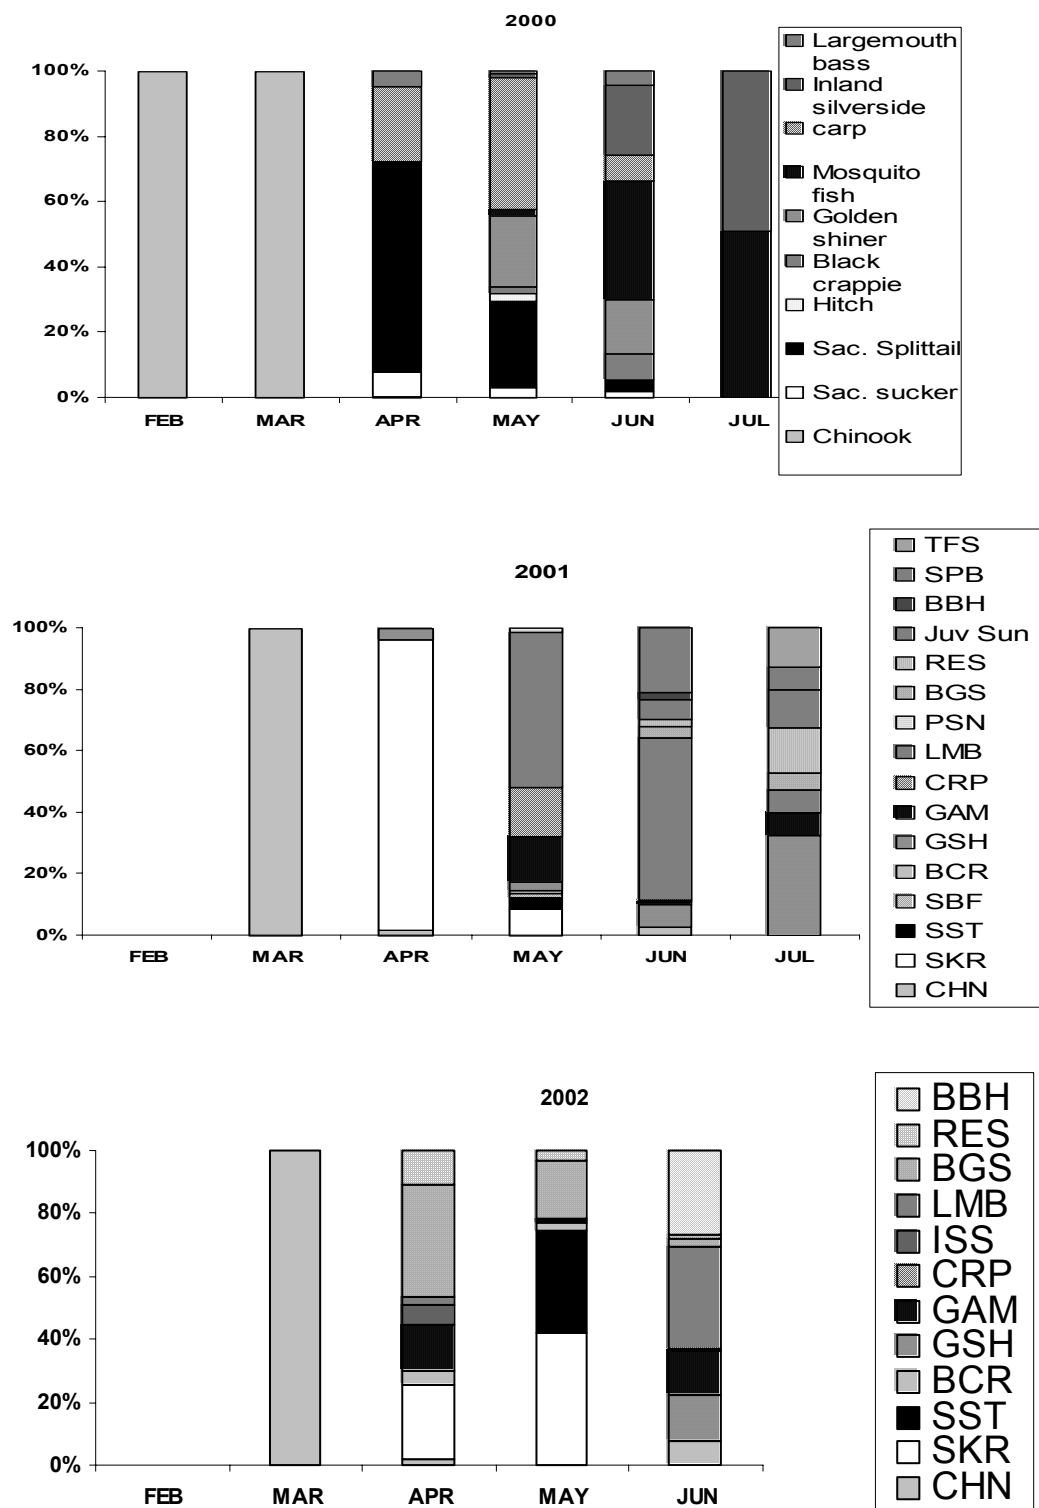 2000
100%
80%
60%
40%
20%
0%
FEB MAR APR MAY JUN JUL
Largemouth
bass
Inland
silverside
carp
Mosquito
fish
Golden
shiner
Black
crappie
Hitch
Sac. Splittail
Sac. sucker
Chinook
2001
100%
80%
60%
40%
20%
0%
FEB MAR APR MAY JUN JUL
TFS
SPB
BBH
Juv Sun
RES
BGS
PSN
LMB
CRP
GAM
GSH
BCR
SBF
SST
SKR
CHN
2002
100%
80%
60%
40%
20%
0%
FEB MAR APR MAY JUN
BBH
RES
BGS
LMB
ISS
CRP
GAM
GSH
BCR
SST
SKR
CHN